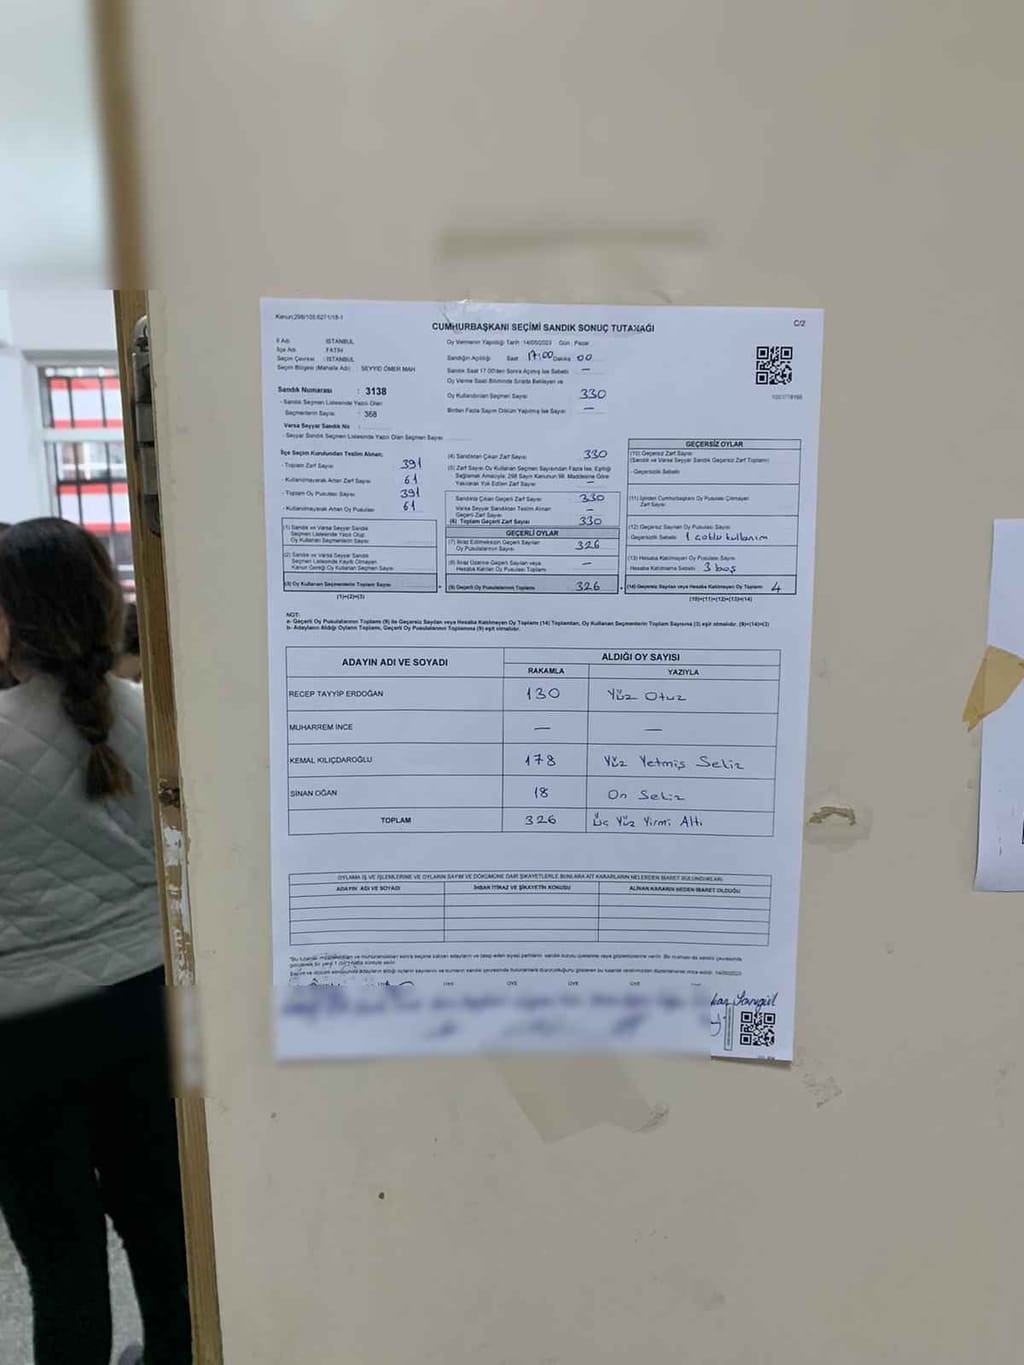 Kanun:298/105;6271/18-1
C/2
CUMHURBAŞKANI SEÇİMİ SANDIK SONUÇ TUTANAĞI
İl Adı : İSTANBUL
İlçe Adı : FATİH
Seçim Çevresi : İSTANBUL
Seçim Bölgesi (Mahalle Adı) : SEYYİD ÖMER MAH
Sandık Numarası : 3138
- Sandık Seçmen Listesinde Yazılı Olan
Seçmenlerin Sayısı : 368
Varsa Seyyar Sandık No :
- Seyyar Sandık Seçmen Listesinde Yazılı Olan Seçmen Sayısı
Oy Vermenin Yapıldığı Tarih : 14/05/2023 Gün : Pazar
Sandığın Açıldığı Saat 17:00 Dakika 00
Sandık Saat 17.00'den Sonra Açılmış İse Sebebi —
Oy Verme Saati Bitiminde Sırada Bekleyen ve
Oy Kullandırılan Seçmen Sayısı 330
Birden Fazla Sayım Döküm Yapılmış İse Sayısı —
İlçe Seçim Kurulundan Teslim Alınan;
- Toplam Zarf Sayısı 391
- Kullanılmayarak Artan Zarf Sayısı 61
- Toplam Oy Pusulası Sayısı 391
- Kullanılmayarak Artan Oy Pusulası 61
(1) Sandık ve Varsa Seyyar Sandık
Seçmen Listesinde Yazılı Olup
Oy Kullanan Seçmenlerin Sayısı
(2) Sandık ve Varsa Seyyar Sandık
Seçmen Listesinde Kayıtlı Olmayan
Kanun Gereği Oy Kullanan Seçmen Sayısı
(3) Oy Kullanan Seçmenlerin Toplam Sayısı
(1)+(2)=(3)
(4) Sandıktan Çıkan Zarf Sayısı 330
(5) Zarf Sayısı Oy Kullanan Seçmen Sayısından Fazla İse, Eşitliği
Sağlamak Amacıyla; 298 Sayılı Kanunun 98. Maddesine Göre
Yakılarak Yok Edilen Zarf Sayısı —
Sandıkta Çıkan Geçerli Zarf Sayısı 330
Varsa Seyyar Sandıktan Teslim Alınan
Geçerli Zarf Sayısı —
(6) Toplam Geçerli Zarf Sayısı 330
GEÇERLİ OYLAR
(7) İtiraz Edilmeksizin Geçerli Sayılan
Oy Pusulalarının Sayısı 326
(8) İtiraz Üzerine Geçerli Sayılan veya
Hesaba Katılan Oy Pusulası Sayısı —
(9) Geçerli Oy Pusulalarının Toplamı 326
GEÇERSİZ OYLAR
(10) Geçersiz Zarf Sayısı
(Sandık ve Varsa Seyyar Sandık Geçersiz Zarf Toplamı)
- Geçersizlik Sebebi
(11) İçinden Cumhurbaşkanı Oy Pusulası Çıkmayan
Zarf Sayısı
(12) Geçersiz Sayılan Oy Pusulası Sayısı
Geçersizlik Sebebi 1 çoklu kullanım
(13) Hesaba Katılmayan Oy Pusulası Sayısı
Hesaba Katılmama Sebebi 3 boş
(14) Geçersiz Sayılan veya Hesaba Katılmayan Oy Toplamı 4
(10)+(11)+(12)+(13)=(14)
NOT:
a- Geçerli Oy Pusulalarının Toplamı (9) ile Geçersiz Sayılan veya Hesaba Katılmayan Oy Toplamı (14) Toplamları, Oy Kullanan Seçmenlerin Toplam Sayısına (3) eşit olmalıdır. (9)+(14)=(3)
b- Adayların Aldığı Oyların Toplamı, Geçerli Oy Pusulalarının Toplamına (9) eşit olmalıdır.
ADAYIN ADI VE SOYADI ALDIĞI OY SAYISI
RAKAMLA YAZIYLA
RECEP TAYYİP ERDOĞAN 130 Yüz Otuz
MUHARREM İNCE — —
KEMAL KILIÇDAROĞLU 178 Yüz Yetmiş Sekiz
SİNAN OĞAN 18 On Sekiz
TOPLAM 326 Üç Yüz Yirmi Altı
OYLAMA İŞ VE İŞLEMLERİNE VE OYLARIN SAYIM VE DÖKÜMÜNE DAİR ŞİKAYETLERLE BUNLARA AİT KARARLARIN NELERDEN İBARET BULUNDUKLARI
ADAYIN ADI VE SOYADI İHBAR İTİRAZ VE ŞİKAYETİN KONUSU ALINAN KARARIN NEDEN İBARET OLDUĞU
ÜYE ÜYE ÜYE ÜYE